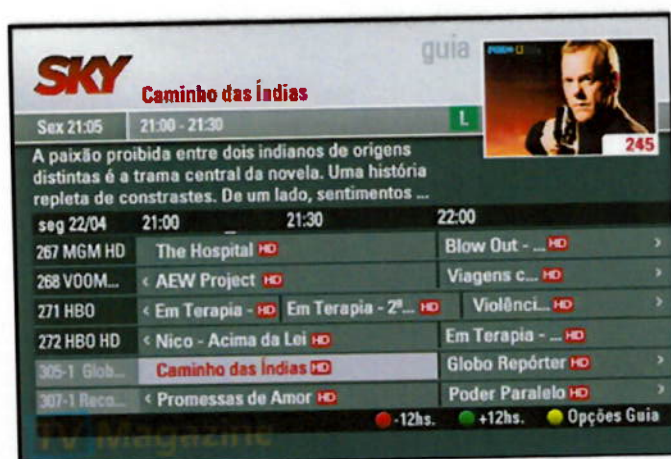 SKY
guia
Caminho das Índias
245
Sex 21:05 21:00 - 21:30 L
A paixão proibida entre dois indianos de origens
distintas é a trama central da novela. Uma história
repleta de constrastes. De um lado, sentimentos ...
seg 22/04 21:00 21:30 22:00
267 MGM HD The Hospital HD Blow Out - ... HD >
268 VOOM... < AEW Project HD Viagens c... HD >
271 HBO < Em Terapia - HD Em Terapia - 2ª... HD Violênci... HD >
272 HBO HD < Nico - Acima da Lei HD Em Terapia - ... HD
305-1 Glob... Caminho das Índias HD Globo Repórter HD >
307-1 Reco... < Promessas de Amor HD Poder Paralelo HD >
-12hs. +12hs. Opções Guia
TV Magazine